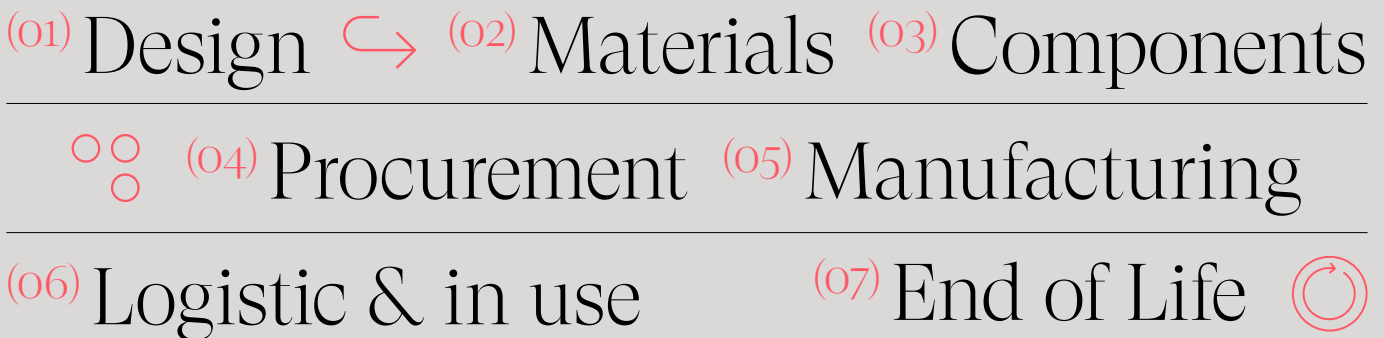 (01) Design (02) Materials (03) Components
(04) Procurement (05) Manufacturing
(06) Logistic & in use (07) End of Life